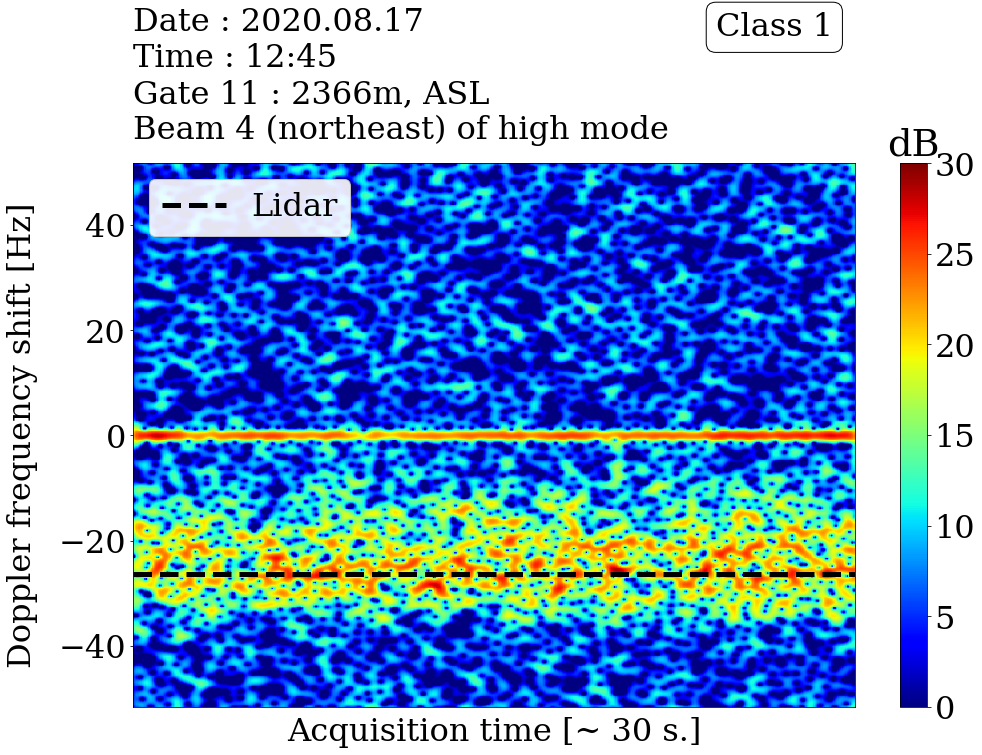 Date : 2020.08.17
Time : 12:45
Gate 11 : 2366m, ASL
Beam 4 (northeast) of high mode
Class 1
dB
Lidar
Doppler frequency shift [Hz]
40
20
0
−20
−40
30
25
20
15
10
5
0
Acquisition time [~ 30 s.]